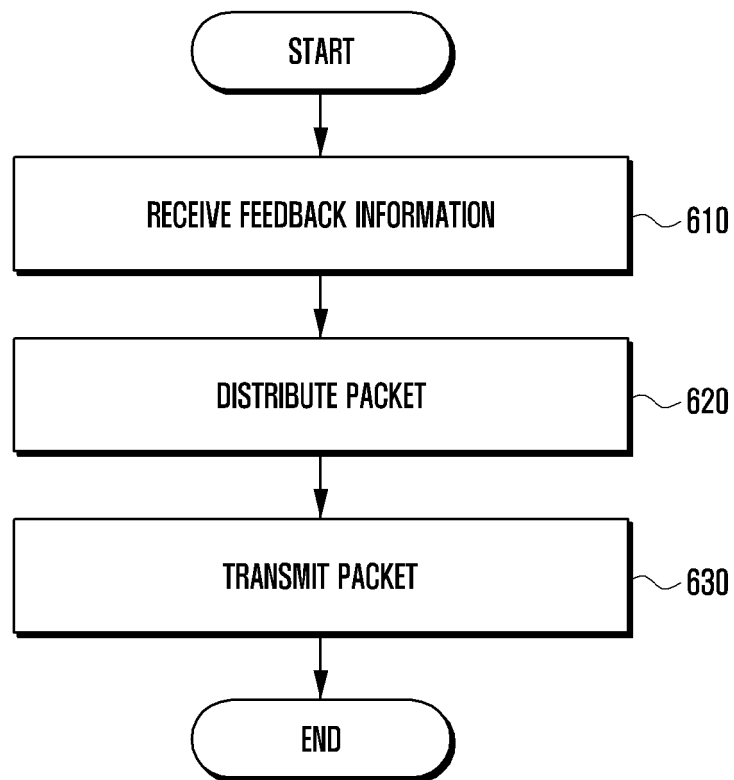 START
RECEIVE FEEDBACK INFORMATION
610
DISTRIBUTE PACKET
620
TRANSMIT PACKET
630
END